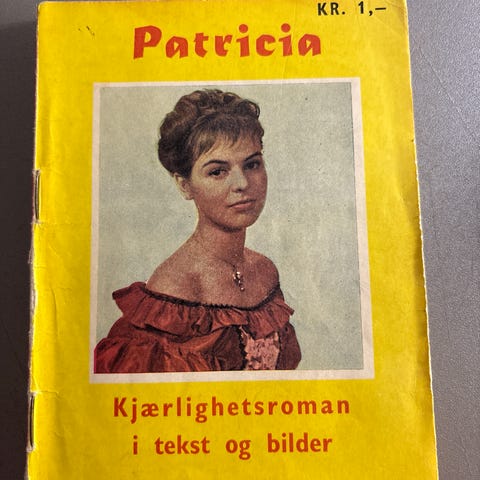 KR. 1,–
Patricia
Kjærlighetsroman
i tekst og bilder